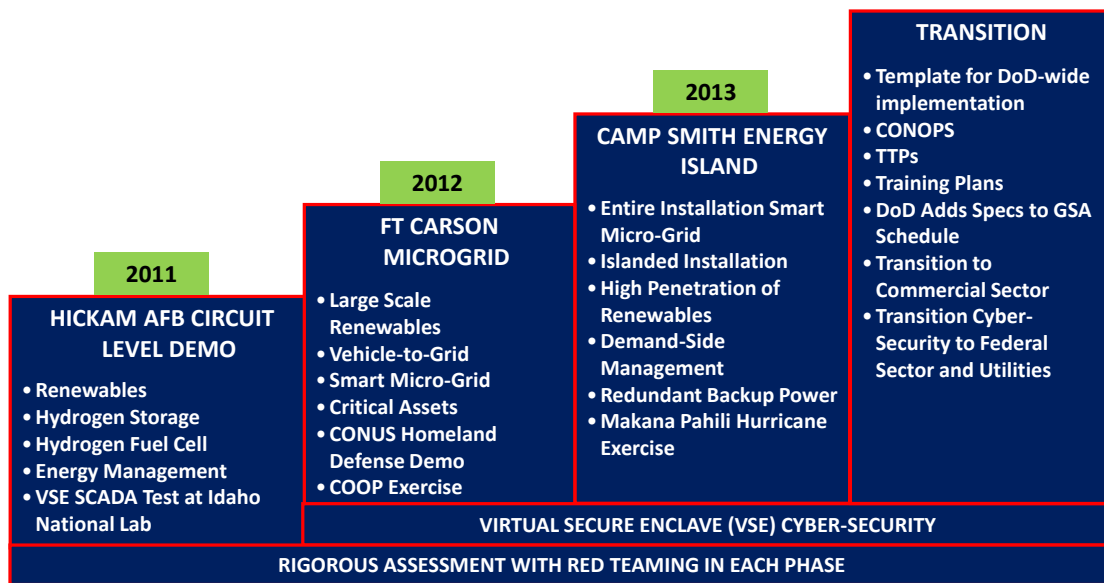 2011
HICKAM AFB CIRCUIT
LEVEL DEMO
• Renewables
• Hydrogen Storage
• Hydrogen Fuel Cell
• Energy Management
• VSE SCADA Test at Idaho
National Lab
2012
FT CARSON
MICROGRID
• Large Scale
Renewables
• Vehicle-to-Grid
• Smart Micro-Grid
• Critical Assets
• CONUS Homeland
Defense Demo
• COOP Exercise
2013
CAMP SMITH ENERGY
ISLAND
• Entire Installation Smart
Micro-Grid
• Islanded Installation
• High Penetration of
Renewables
• Demand-Side
Management
• Redundant Backup Power
• Makana Pahili Hurricane
Exercise
TRANSITION
• Template for DoD-wide
implementation
• CONOPS
• TTPs
• Training Plans
• DoD Adds Specs to GSA
Schedule
• Transition to
Commercial Sector
• Transition Cyber-
Security to Federal
Sector and Utilities
VIRTUAL SECURE ENCLAVE (VSE) CYBER-SECURITY
RIGOROUS ASSESSMENT WITH RED TEAMING IN EACH PHASE